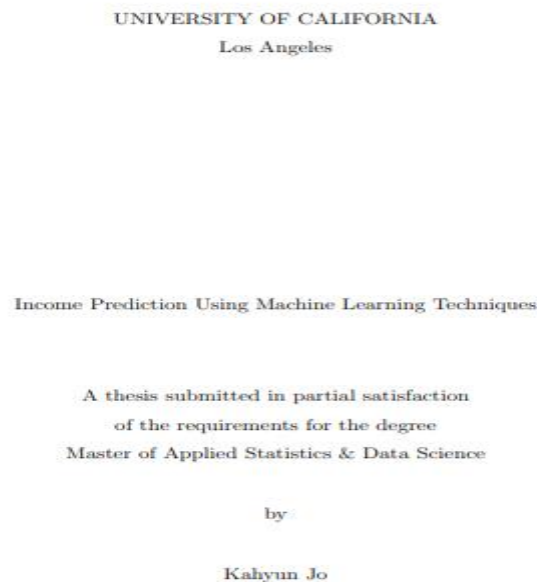 UNIVERSITY OF CALIFORNIA
Los Angeles
Income Prediction Using Machine Learning Techniques
A thesis submitted in partial satisfaction
of the requirements for the degree
Master of Applied Statistics & Data Science
by
Kahyun Jo